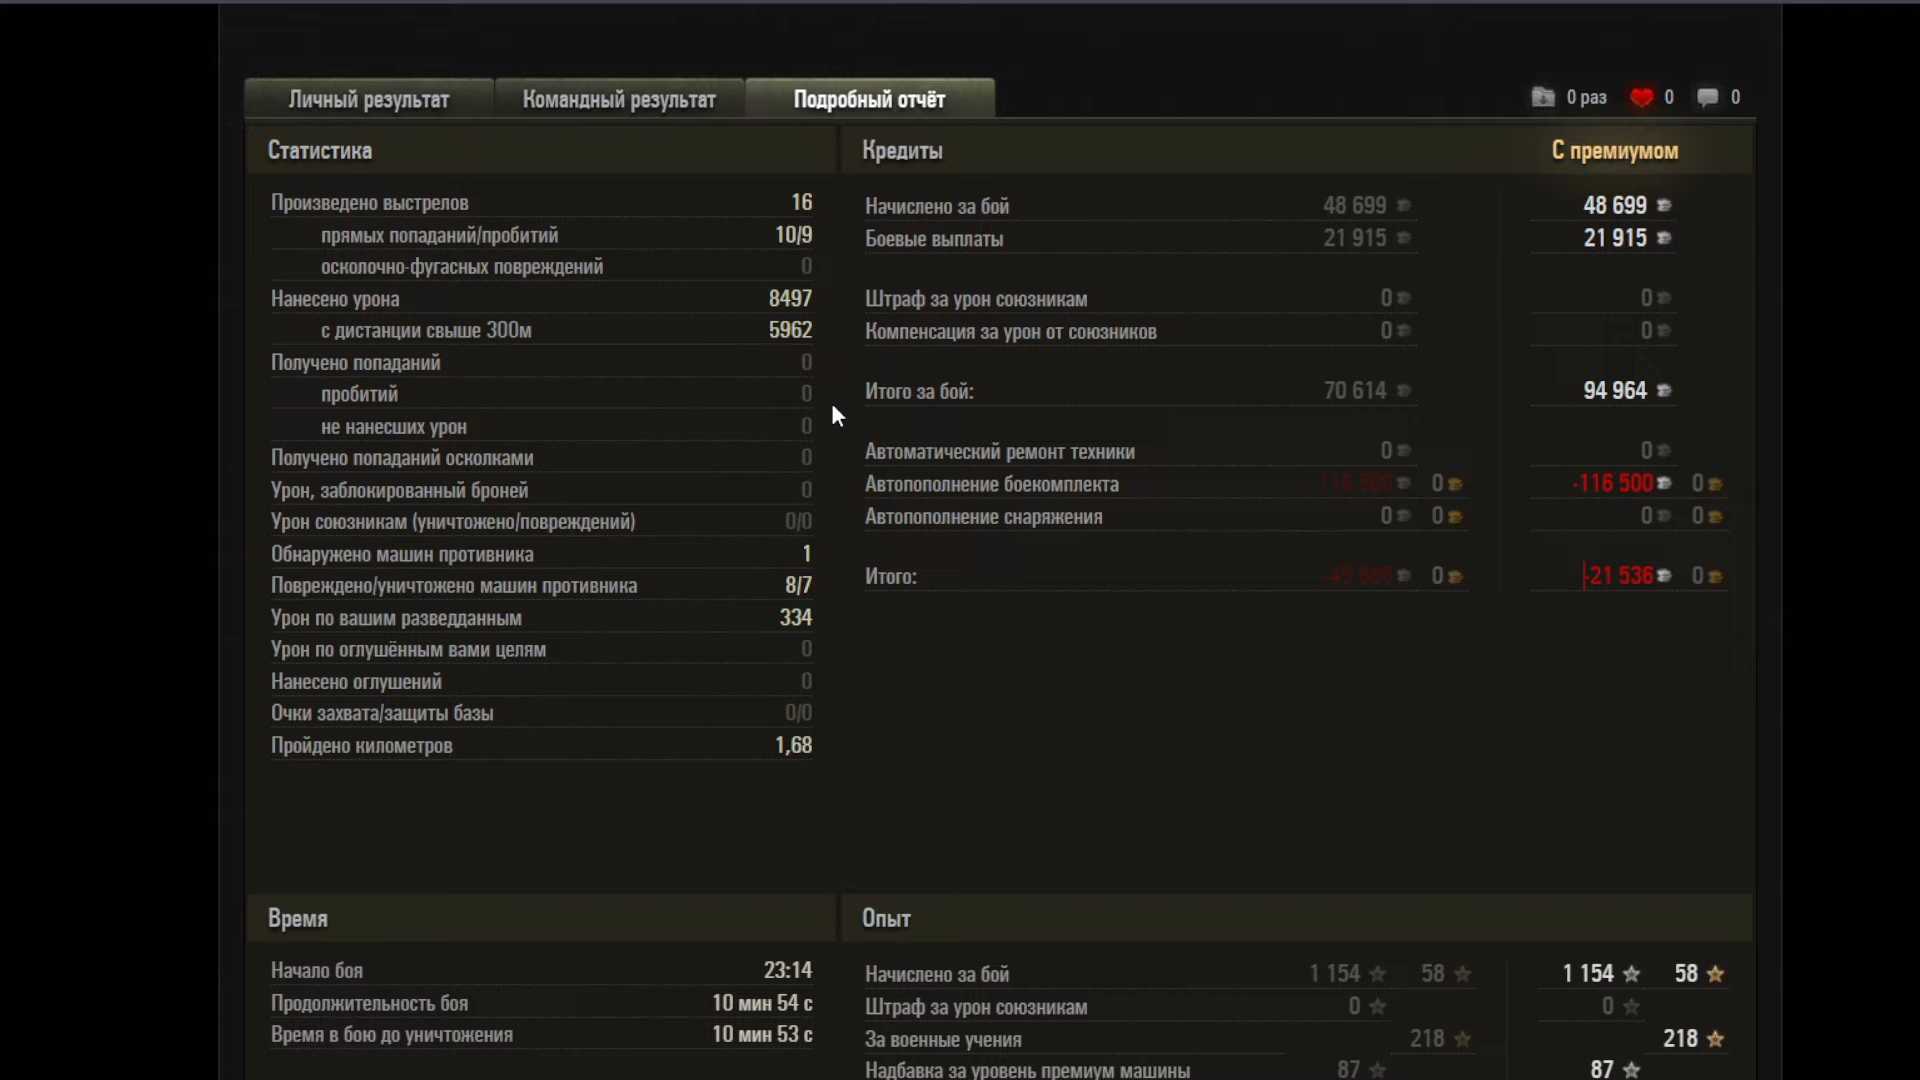 Личный результат Командный результат Подробный отчёт 0 раз 0 0
Статистика
Произведено выстрелов 16
прямых попаданий/пробитий 10/9
осколочно-фугасных повреждений 0
Нанесено урона 8497
с дистанции свыше 300м 5962
Получено попаданий 0
пробитий 0
не нанесших урон 0
Получено попаданий осколками 0
Урон, заблокированный броней 0
Урон союзникам (уничтожено/повреждений) 0/0
Обнаружено машин противника 1
Повреждено/уничтожено машин противника 8/7
Урон по вашим разведданным 334
Урон по оглушённым вами целям 0
Нанесено оглушений 0
Очки захвата/защиты базы 0/0
Пройдено километров 1,68
Кредиты С премиумом
Начислено за бой 48 699 48 699
Боевые выплаты 21 915 21 915
Штраф за урон союзникам 0 0
Компенсация за урон от союзников 0 0
Итого за бой: 70 614 94 964
Автоматический ремонт техники 0 0
Автопополнение боекомплекта -116 500 0 -116 500 0
Автопополнение снаряжения 0 0 0 0
Итого: -45 886 0 -21 536 0
Время
Начало боя 23:14
Продолжительность боя 10 мин 54 с
Время в бою до уничтожения 10 мин 53 с
Опыт
Начислено за бой 1 154 58 1 154 58
Штраф за урон союзникам 0 0
За военные учения 218 218
Надбавка за уровень премиум машины 87 87